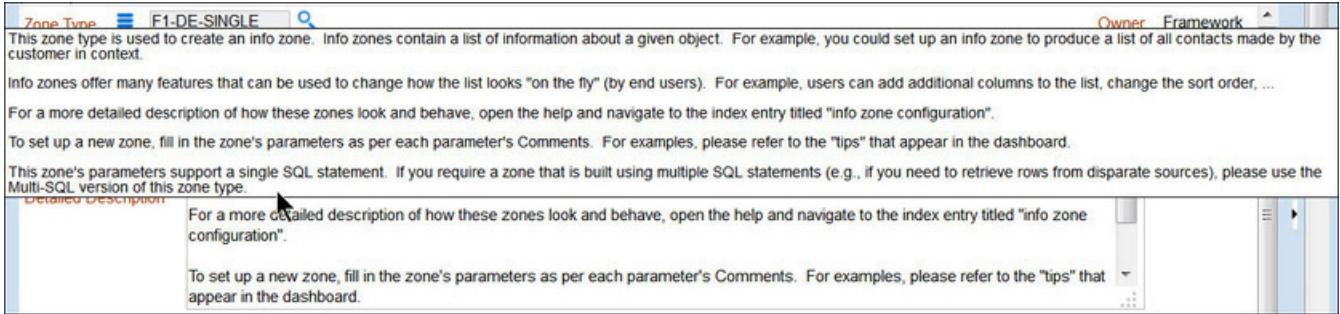 Zone Type F1-DE-SINGLE Owner Framework
This zone type is used to create an info zone. Info zones contain a list of information about a given object. For example, you could set up an info zone to produce a list of all contacts made by the
customer in context.
Info zones offer many features that can be used to change how the list looks "on the fly" (by end users). For example, users can add additional columns to the list, change the sort order, ...
For a more detailed description of how these zones look and behave, open the help and navigate to the index entry titled "info zone configuration".
To set up a new zone, fill in the zone's parameters as per each parameter's Comments. For examples, please refer to the "tips" that appear in the dashboard.
This zone's parameters support a single SQL statement. If you require a zone that is built using multiple SQL statements (e.g., if you need to retrieve rows from disparate sources), please use the
Multi-SQL version of this zone type.
Detailed Description
For a more detailed description of how these zones look and behave, open the help and navigate to the index entry titled "info zone
configuration".
To set up a new zone, fill in the zone's parameters as per each parameter's Comments. For examples, please refer to the "tips" that
appear in the dashboard.